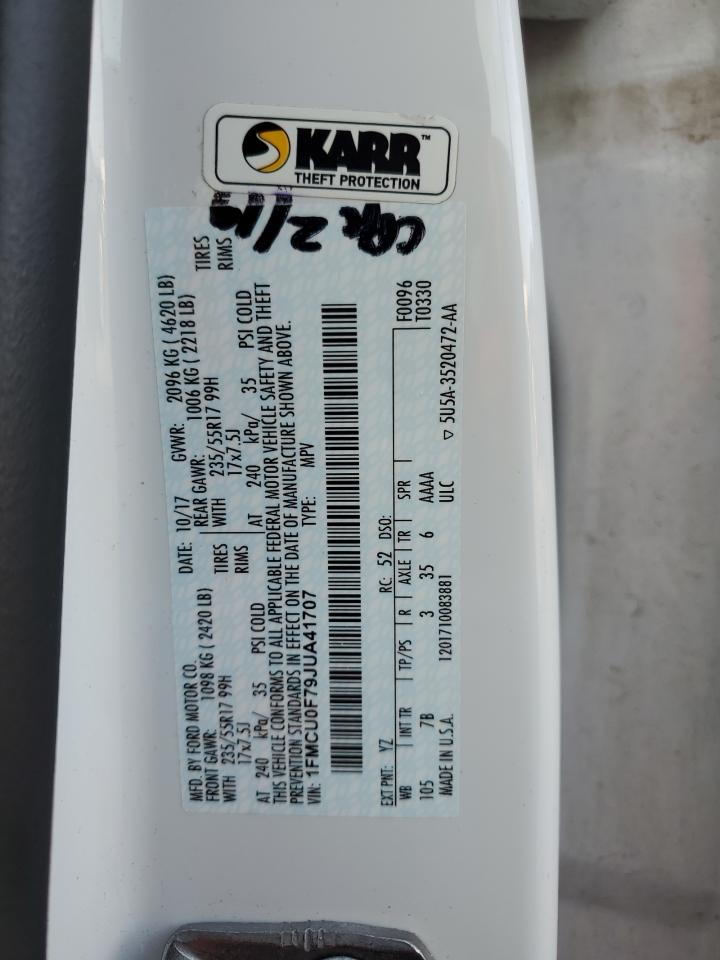 KARR™
THEFT PROTECTION
MFD. BY FORD MOTOR CO.
DATE: 10/17 GVWR: 2096 KG ( 4620 LB)
FRONT GAWR: 1098 KG ( 2420 LB) REAR GAWR: 1006 KG ( 2218 LB)
WITH 235/55R17 99H TIRES WITH 235/55R17 99H TIRES
17x7.5J RIMS 17x7.5J RIMS
AT 240 kPa/ 35 PSI COLD AT 240 kPa/ 35 PSI COLD
THIS VEHICLE CONFORMS TO ALL APPLICABLE FEDERAL MOTOR VEHICLE SAFETY AND THEFT
PREVENTION STANDARDS IN EFFECT ON THE DATE OF MANUFACTURE SHOWN ABOVE.
VIN: 1FMCU0F79JUA41707 TYPE: MPV
F0096
T0330
EXT PNT: YZ RC: 52 DSO:
WB INT TR TP/PS R AXLE TR SPR
105 7B 3 35 6 AAAA
MADE IN U.S.A. 1201710083881 ULC
▽ 5U5A-3520472-AA
2/18